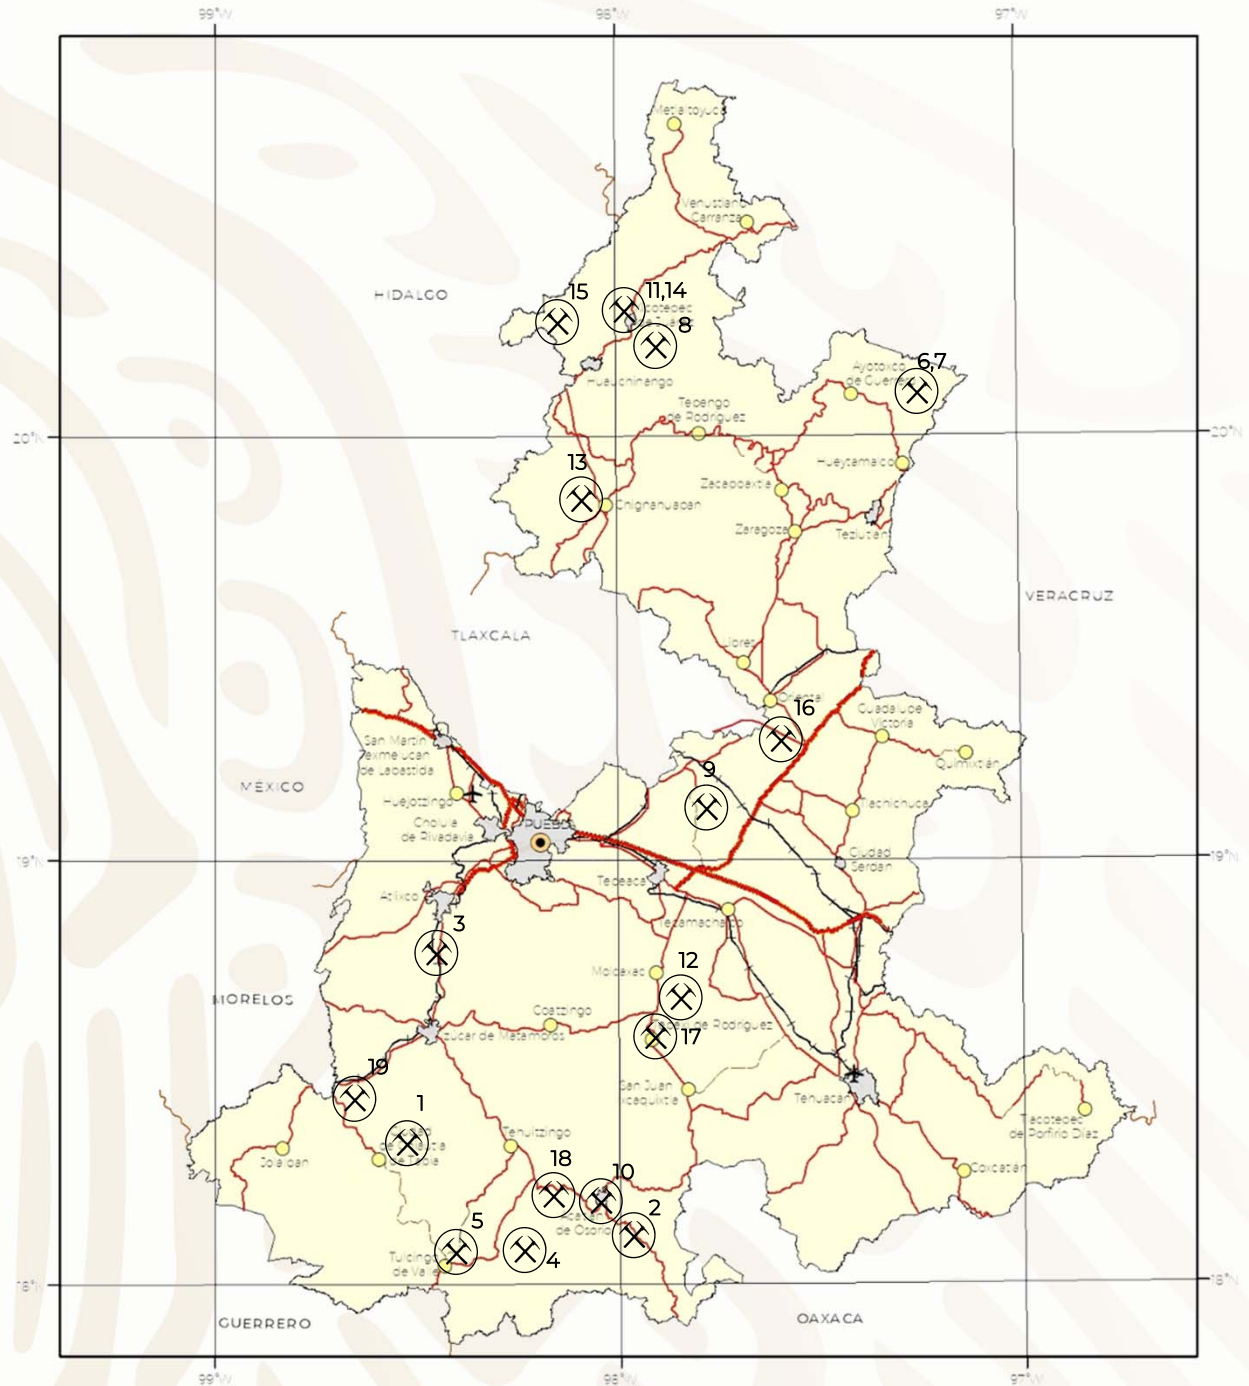 99°W 98°W 97°W
Metlaltoyuca
Venustiano
Carranza
HIDALGO
15
11,14
8
6,7
Ayotoxco
de Guerrero
Huauchinango
Tepango
de Rodríguez
20°N
20°N
13
Hueytamalco
Zacapoaxtla
Chignahuapan
Zaragoza
Teziutlán
VERACRUZ
TLAXCALA
Libres
Oriental
16
Guadalupe
Victoria
San Martín
Texmelucan
de Labastida
Quimixtlán
MÉXICO
9
Huejotzingo
Tlachichuca
Cholula
de Rivadavia
PUEBLA
19°N
19°N
Ciudad
Serdán
Tepeaca
Atlixco
Tecamachalco
3
12
Molcaxac
MORELOS
Coatzingo
de Rodríguez
17
Izúcar de Matamoros
19
San Juan
Ixcaquixtla
Tehuacán
1
Tlacotepec
de Porfirio Díaz
Tehuitzingo
Jolalpan
18
10
Coxcatlán
2
de Osorio
5
4
Tulcingo
de Valle
18°N
18°N
GUERRERO
OAXACA
99°W 98°W 97°W